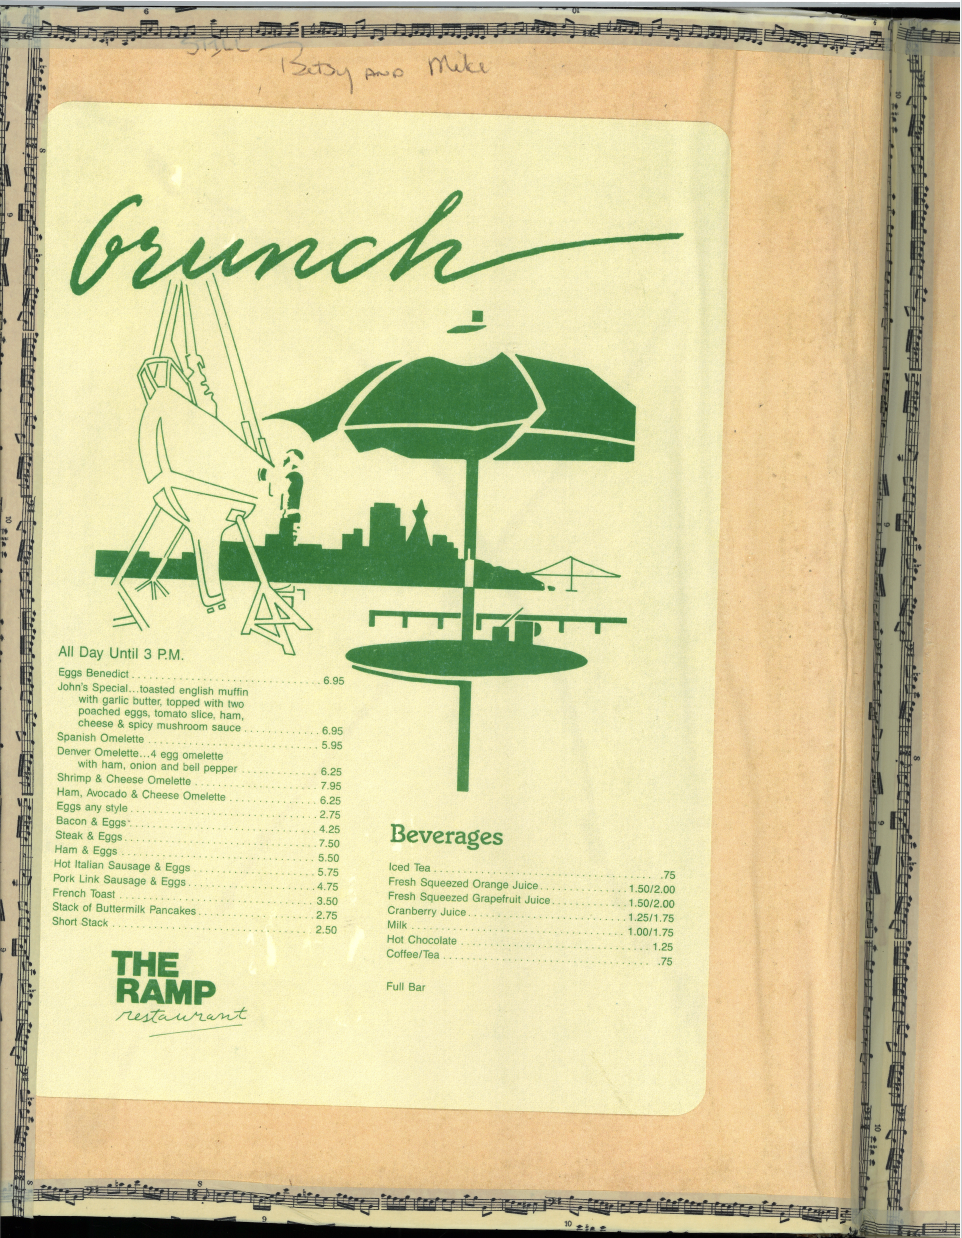 Betsy AND Mike
brunch
All Day Until 3 P.M.
Eggs Benedict ........................................ 6.95
John's Special...toasted english muffin
with garlic butter, topped with two
poached eggs, tomato slice, ham,
cheese & spicy mushroom sauce ............ 6.95
Spanish Omelette .............................. 5.95
Denver Omelette...4 egg omelette
with ham, onion and bell pepper ............ 6.25
Shrimp & Cheese Omelette .................... 7.95
Ham, Avocado & Cheese Omelette ............ 6.25
Eggs any style ................................ 2.75
Bacon & Eggs ................................ 4.25
Steak & Eggs ................................ 7.50
Ham & Eggs ................................ 5.50
Hot Italian Sausage & Eggs .................... 5.75
Pork Link Sausage & Eggs .................... 4.75
French Toast ................................ 3.50
Stack of Buttermilk Pancakes .................. 2.75
Short Stack ................................ 2.50
Beverages
Iced Tea ........................................ .75
Fresh Squeezed Orange Juice .............. 1.50/2.00
Fresh Squeezed Grapefruit Juice ............ 1.50/2.00
Cranberry Juice ............................ 1.25/1.75
Milk ........................................ 1.00/1.75
Hot Chocolate ................................ 1.25
Coffee/Tea .................................... .75
Full Bar
THE
RAMP
restaurant